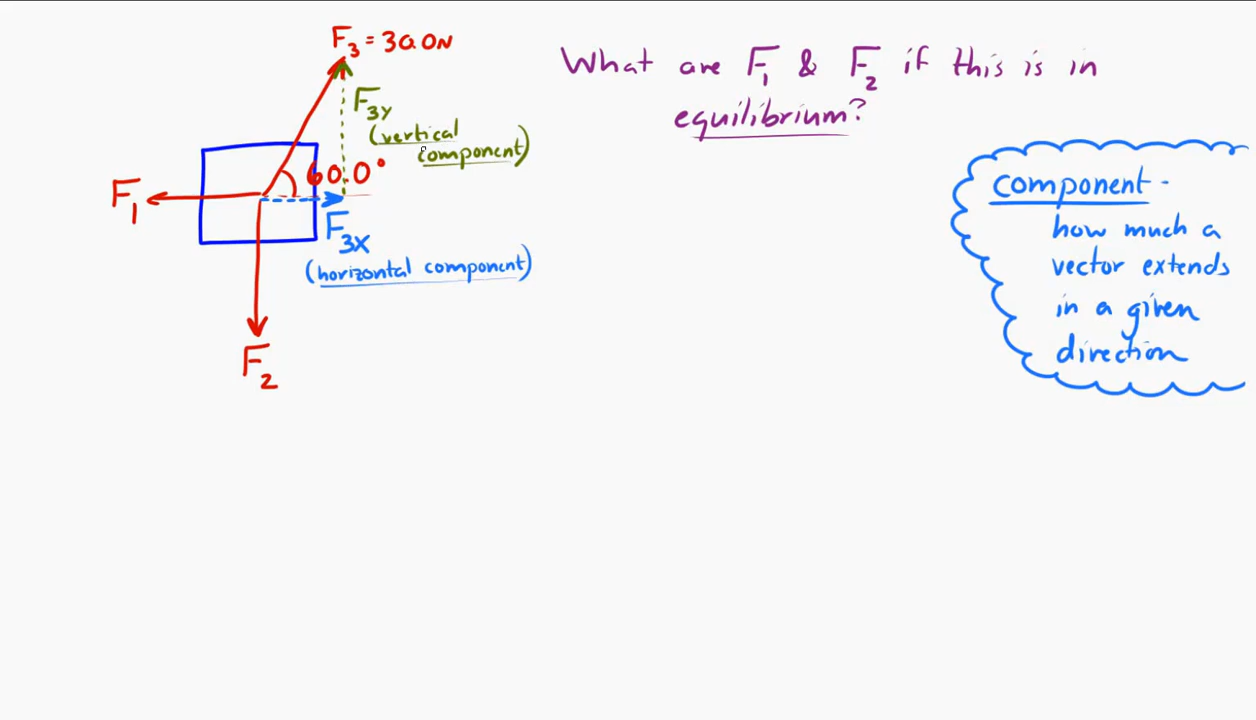 F3 = 30.0N
What are F1 & F2 if this is in
equilibrium?
F3Y
(vertical
component)
60.0°
F1
F3X
(horizontal component)
F2
component -
how much a
vector extends
in a given
direction